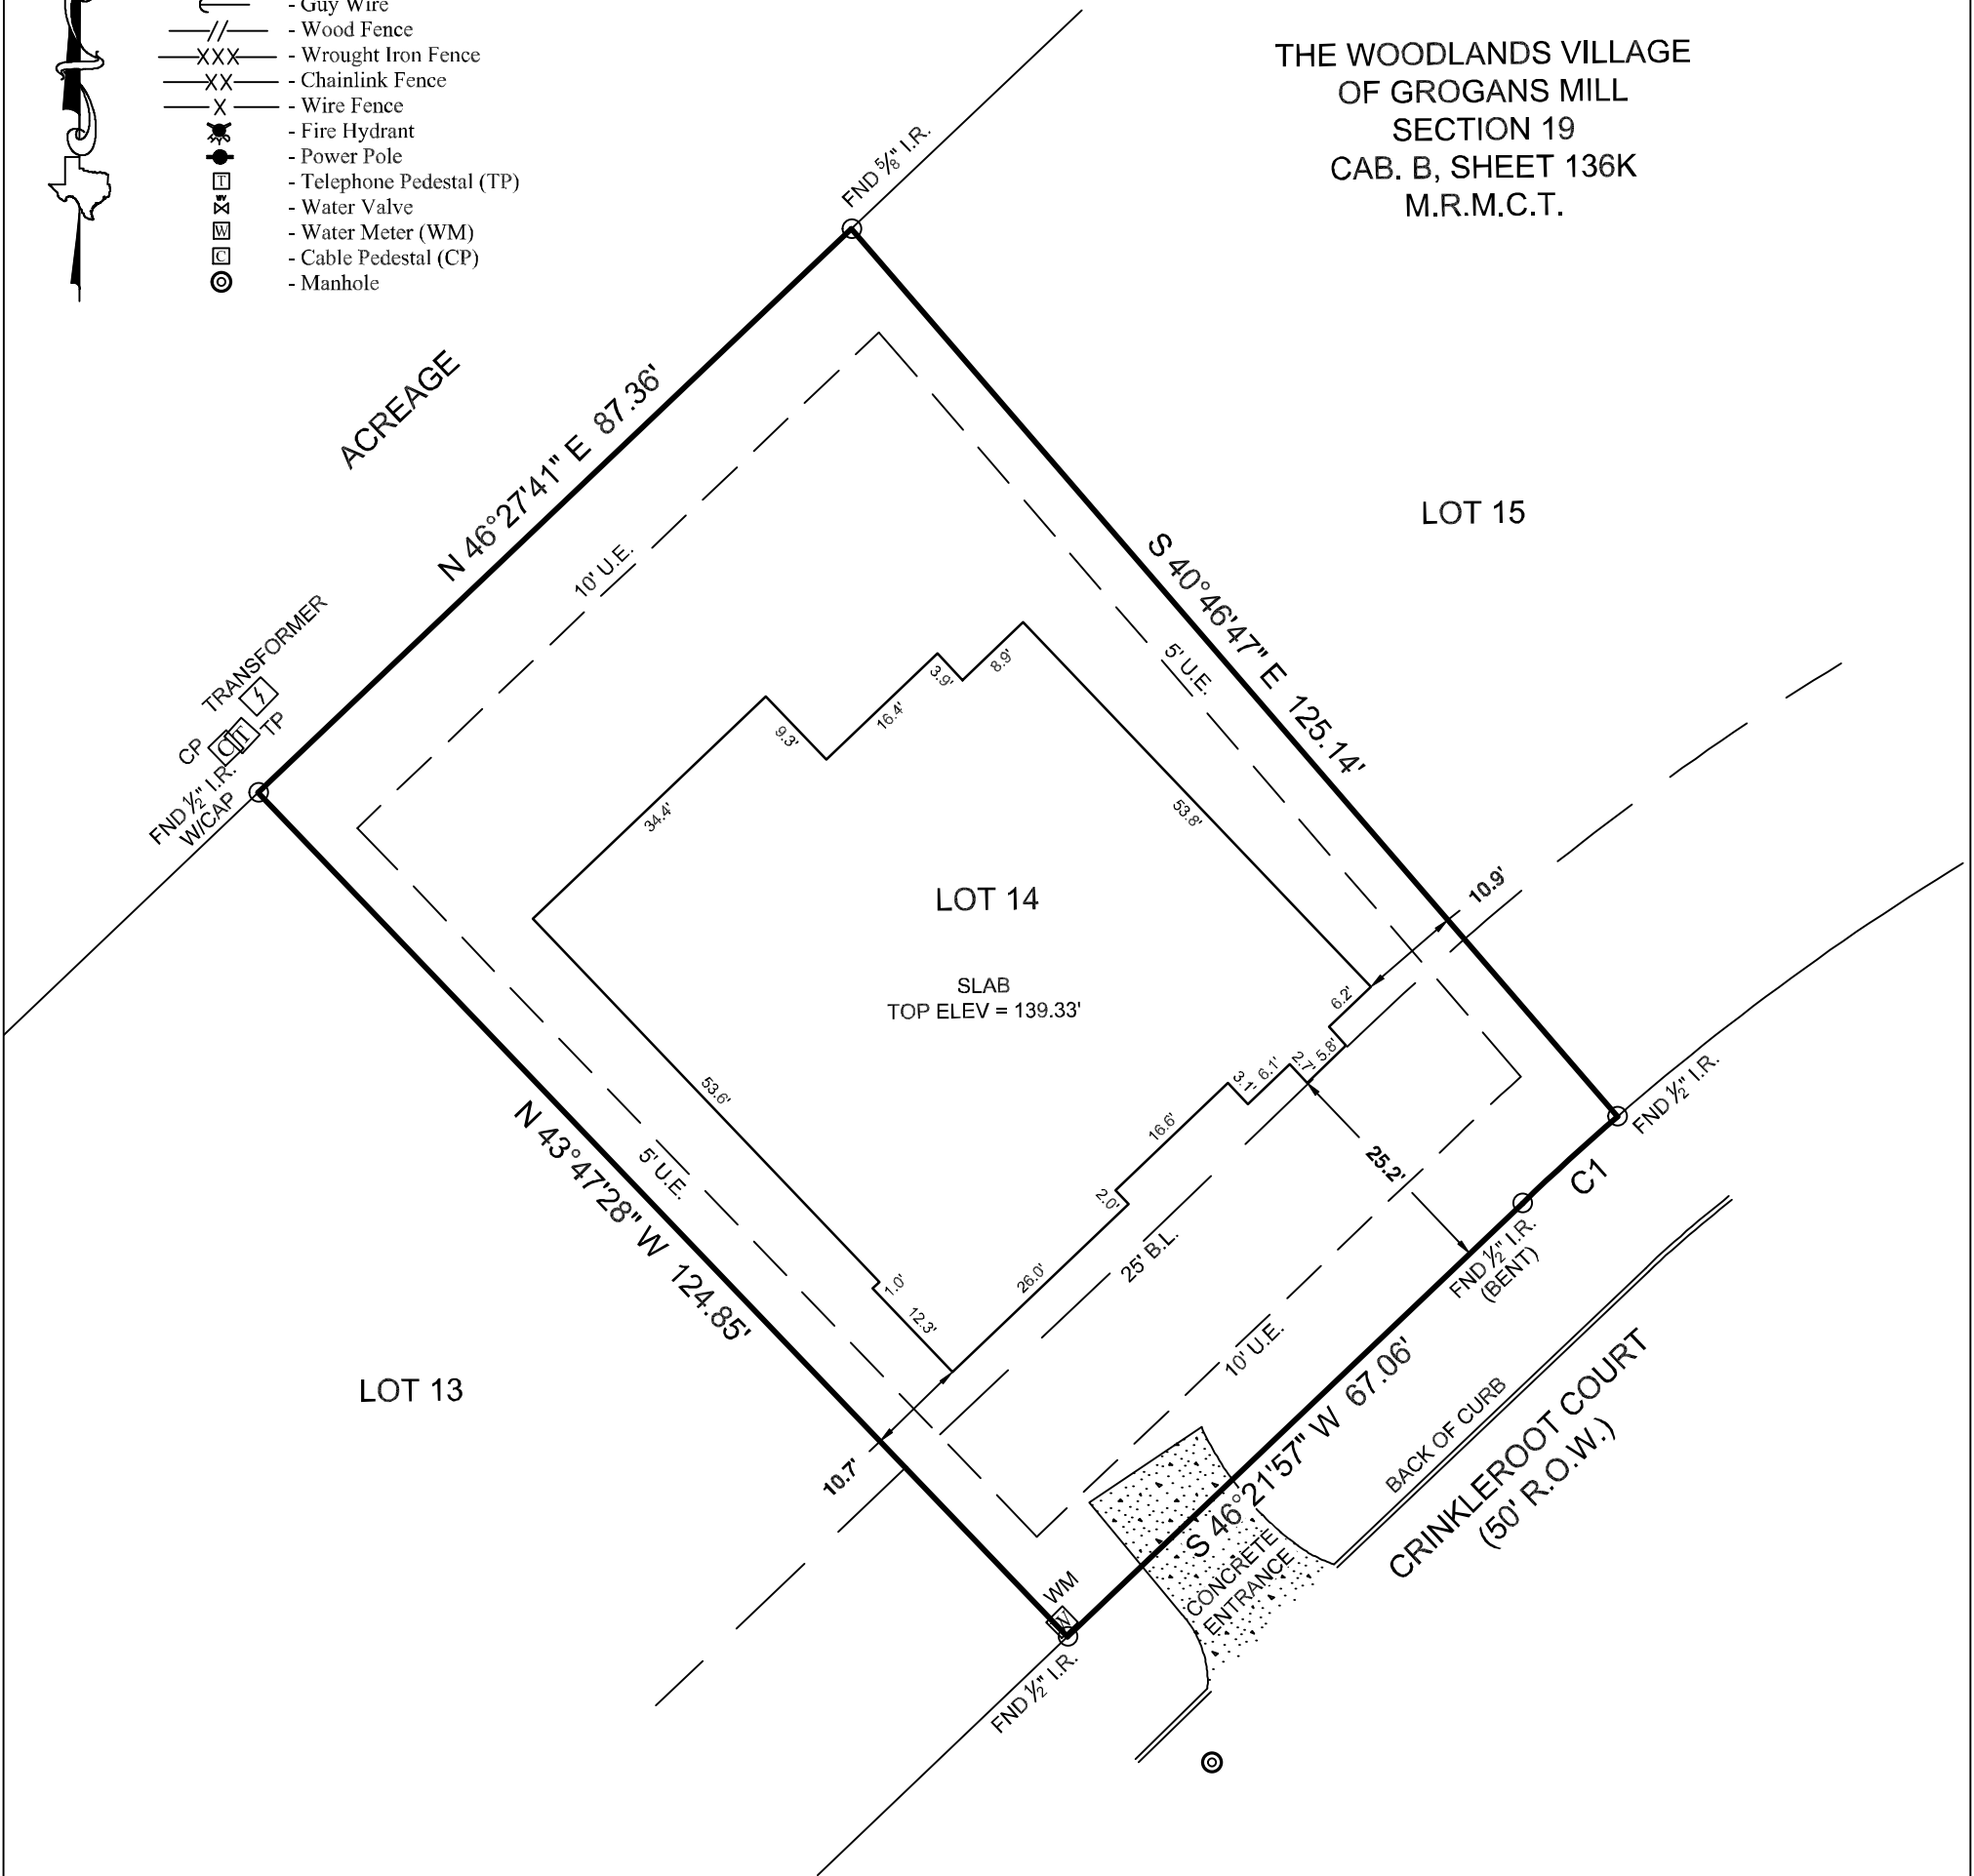 - Guy Wire
- Wood Fence
- Wrought Iron Fence
- Chainlink Fence
- Wire Fence
- Fire Hydrant
- Power Pole
T - Telephone Pedestal (TP)
WV - Water Valve
W - Water Meter (WM)
C - Cable Pedestal (CP)
- Manhole
THE WOODLANDS VILLAGE
OF GROGANS MILL
SECTION 19
CAB. B, SHEET 136K
M.R.M.C.T.
FND 5/8" I.R.
ACREAGE
N 46°27'41" E 87.36'
10' U.E.
LOT 15
S 40°46'47" E 125.14'
5' U.E.
TRANSFORMER
CP
C
T
TP
FND 1/2" I.R.
W/CAP
3.9'
8.9'
16.4'
9.3'
34.4'
53.8'
LOT 14
SLAB
TOP ELEV = 139.33'
10.9'
6.2'
5.8'
2.7'
6.1'
3.1'
16.6'
2.0'
26.0'
53.6'
1.0'
12.3'
25.2'
25' B.L.
FND 1/2" I.R.
C1
FND 1/2" I.R.
(BENT)
N 43°47'28" W 124.85'
5' U.E.
LOT 13
10.7'
10' U.E.
S 46°21'57" W 67.06'
BACK OF CURB
CRINKLEROOT COURT
(50' R.O.W.)
CONCRETE
ENTRANCE
WM
W
FND 1/2" I.R.